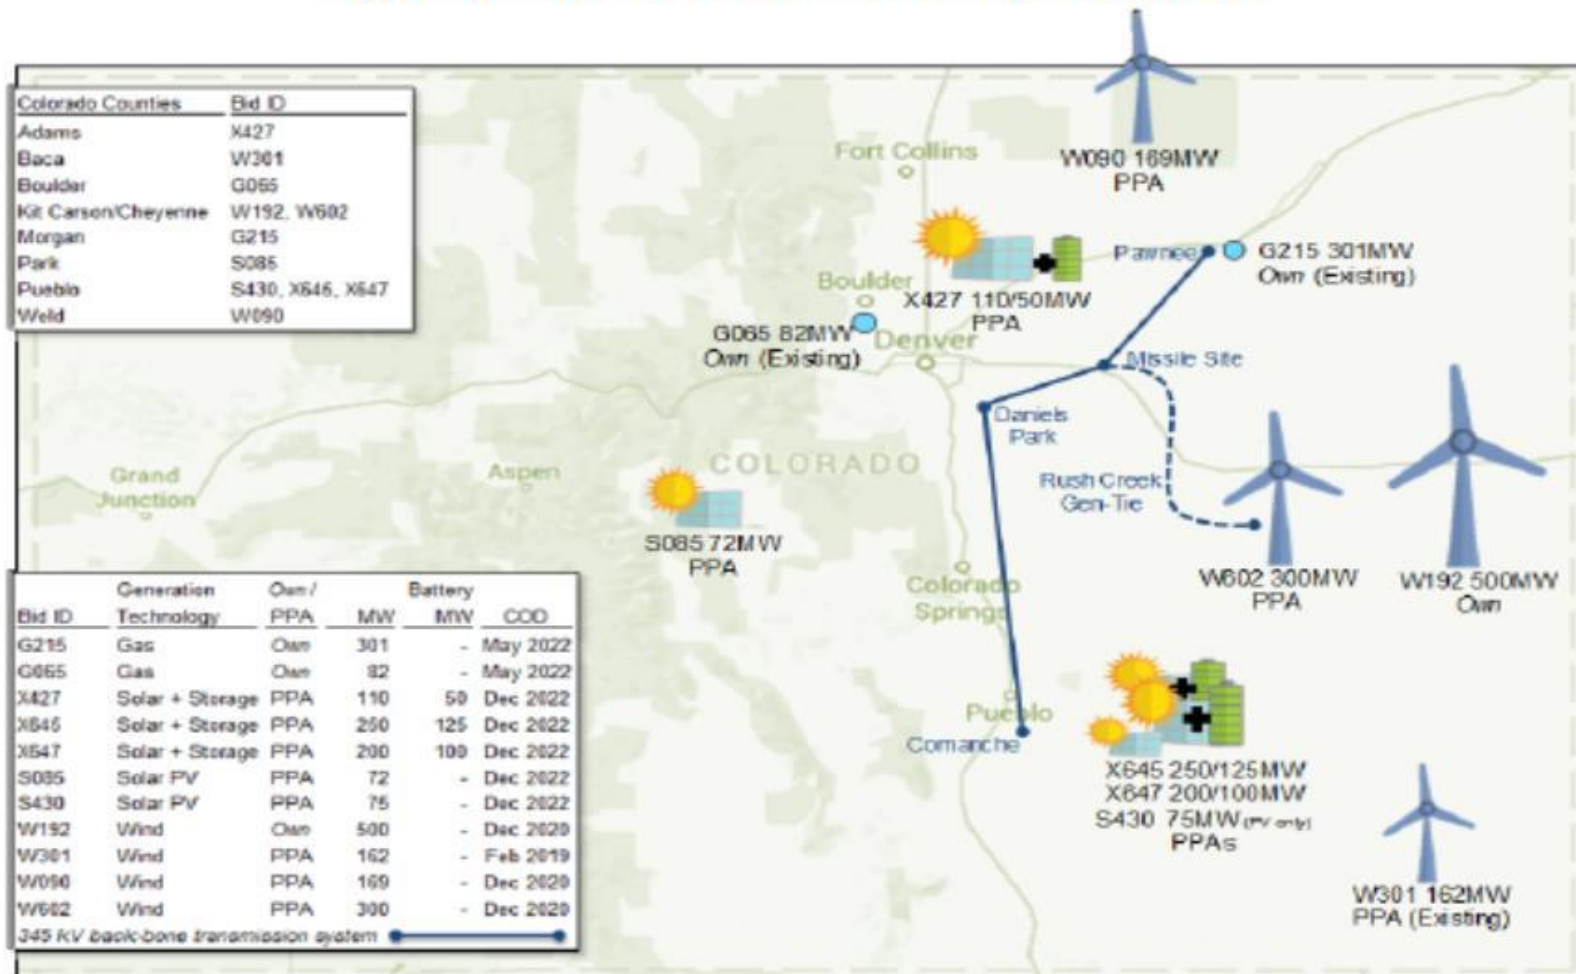 Colorado Counties Bid ID
Adams X427
Baca W301
Boulder G065
Kit Carson/Cheyenne W192, W602
Morgan G215
Park S085
Pueblo S430, X645, X647
Weld W090
W090 169MW
PPA
Fort Collins
Pawnee
G215 301MW
Own (Existing)
Boulder
X427 110/50MW
PPA
G065 82MW
Own (Existing)
Denver
Missile Site
Daniels
Park
COLORADO
Grand
Junction
Aspen
Rush Creek
Gen-Tie
S085 72MW
PPA
W602 300MW
PPA
W192 500MW
Own
Colorado
Springs
Pueblo
Comanche
X645 250/125MW
X647 200/100MW
S430 75MW (PV only)
PPAs
W301 162MW
PPA (Existing)
Generation Own / Battery
Bid ID Technology PPA MW MW COD
G215 Gas Own 301 - May 2022
G065 Gas Own 82 - May 2022
X427 Solar + Storage PPA 110 50 Dec 2022
X645 Solar + Storage PPA 250 125 Dec 2022
X647 Solar + Storage PPA 200 100 Dec 2022
S085 Solar PV PPA 72 - Dec 2022
S430 Solar PV PPA 75 - Dec 2022
W192 Wind Own 500 - Dec 2020
W301 Wind PPA 162 - Feb 2019
W090 Wind PPA 169 - Dec 2020
W602 Wind PPA 300 - Dec 2020
345 KV back-bone transmission system